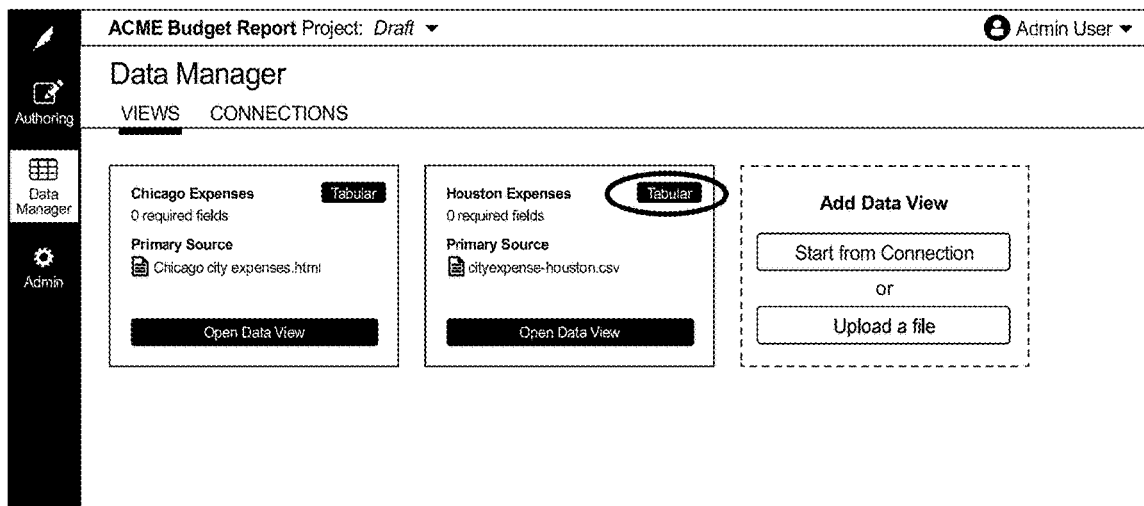 ACME Budget Report Project: Draft
Admin User
Authoring
Data Manager
Admin
Data Manager
VIEWS CONNECTIONS
Chicago Expenses Tabular
0 required fields
Primary Source
Chicago city expenses.html
Open Data View
Houston Expenses Tabular
0 required fields
Primary Source
cityexpense-houston.csv
Open Data View
Add Data View
Start from Connection
or
Upload a file